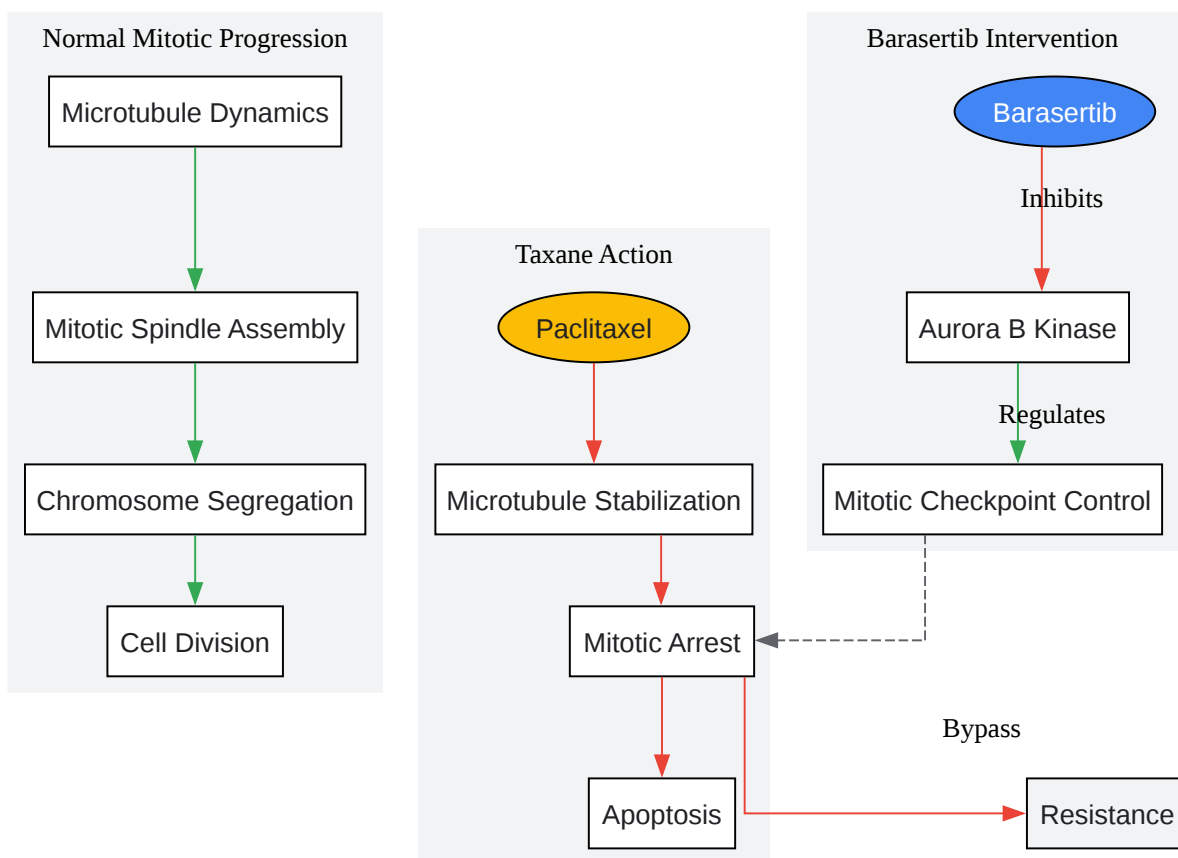 Normal Mitotic Progression
Microtubule Dynamics
Mitotic Spindle Assembly
Chromosome Segregation
Cell Division
Taxane Action
Paclitaxel
Microtubule Stabilization
Mitotic Arrest
Apoptosis
Barasertib Intervention
Barasertib
Inhibits
Aurora B Kinase
Regulates
Mitotic Checkpoint Control
Bypass
Resistance